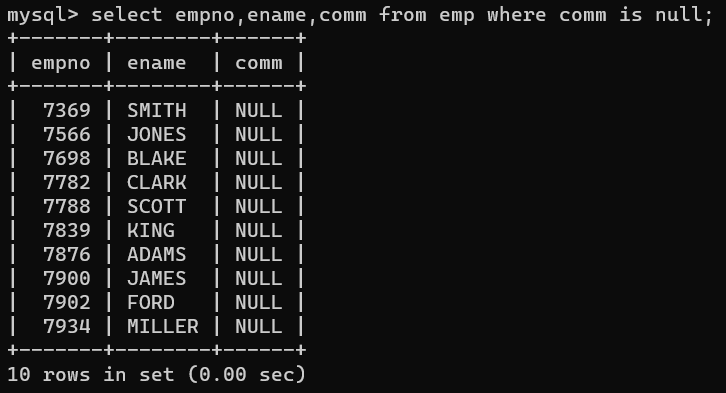 mysql> select empno,ename,comm from emp where comm is null;
+-------+--------+------+
| empno | ename  | comm |
+-------+--------+------+
|  7369 | SMITH  | NULL |
|  7566 | JONES  | NULL |
|  7698 | BLAKE  | NULL |
|  7782 | CLARK  | NULL |
|  7788 | SCOTT  | NULL |
|  7839 | KING   | NULL |
|  7876 | ADAMS  | NULL |
|  7900 | JAMES  | NULL |
|  7902 | FORD   | NULL |
|  7934 | MILLER | NULL |
+-------+--------+------+
10 rows in set (0.00 sec)